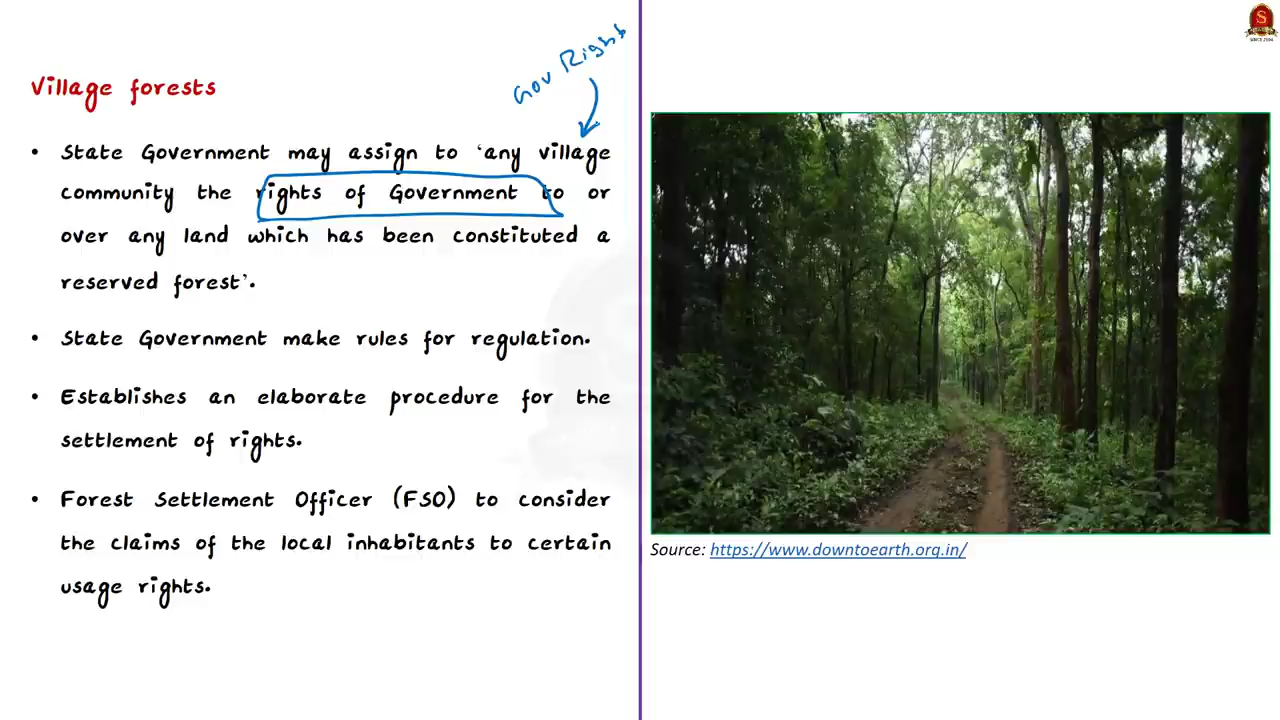 Gov Right
Village forests
• State Government may assign to ‘any village
community the rights of Government to or
over any land which has been constituted a
reserved forest’.
• State Government make rules for regulation.
• Establishes an elaborate procedure for the
settlement of rights.
• Forest Settlement Officer (FSO) to consider
the claims of the local inhabitants to certain
usage rights.
S
SINCE 2004
Source: https://www.downtoearth.org.in/